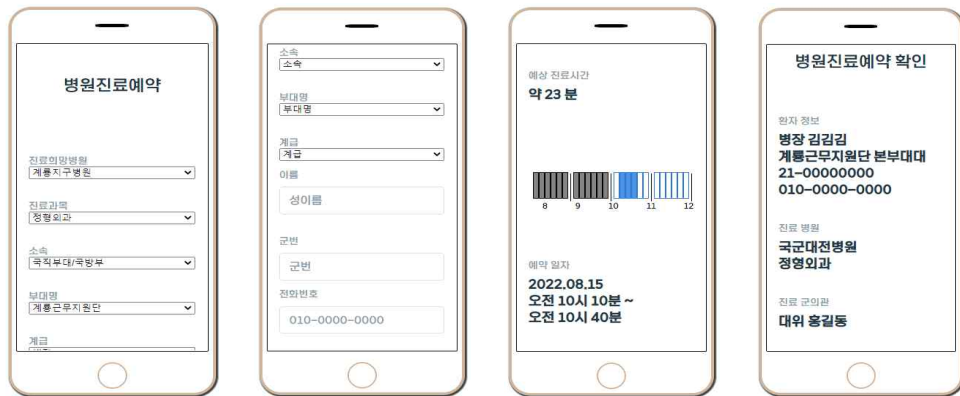 병원진료예약
진료희망병원
계룡지구병원
진료과목
정형외과
소속
국직부대/국방부
부대명
계룡근무지원단
계급
소속
소속
부대명
부대명
계급
계급
이름
성이름
군번
군번
전화번호
010-0000-0000
예상 진료시간
약 23 분
8 9 10 11 12
예약 일자
2022.08.15
오전 10시 10분 ~
오전 10시 40분
병원진료예약 확인
환자 정보
병장 김김김
계룡근무지원단 본부대대
21-00000000
010-0000-0000
진료 병원
국군대전병원
정형외과
진료 군의관
대위 홍길동